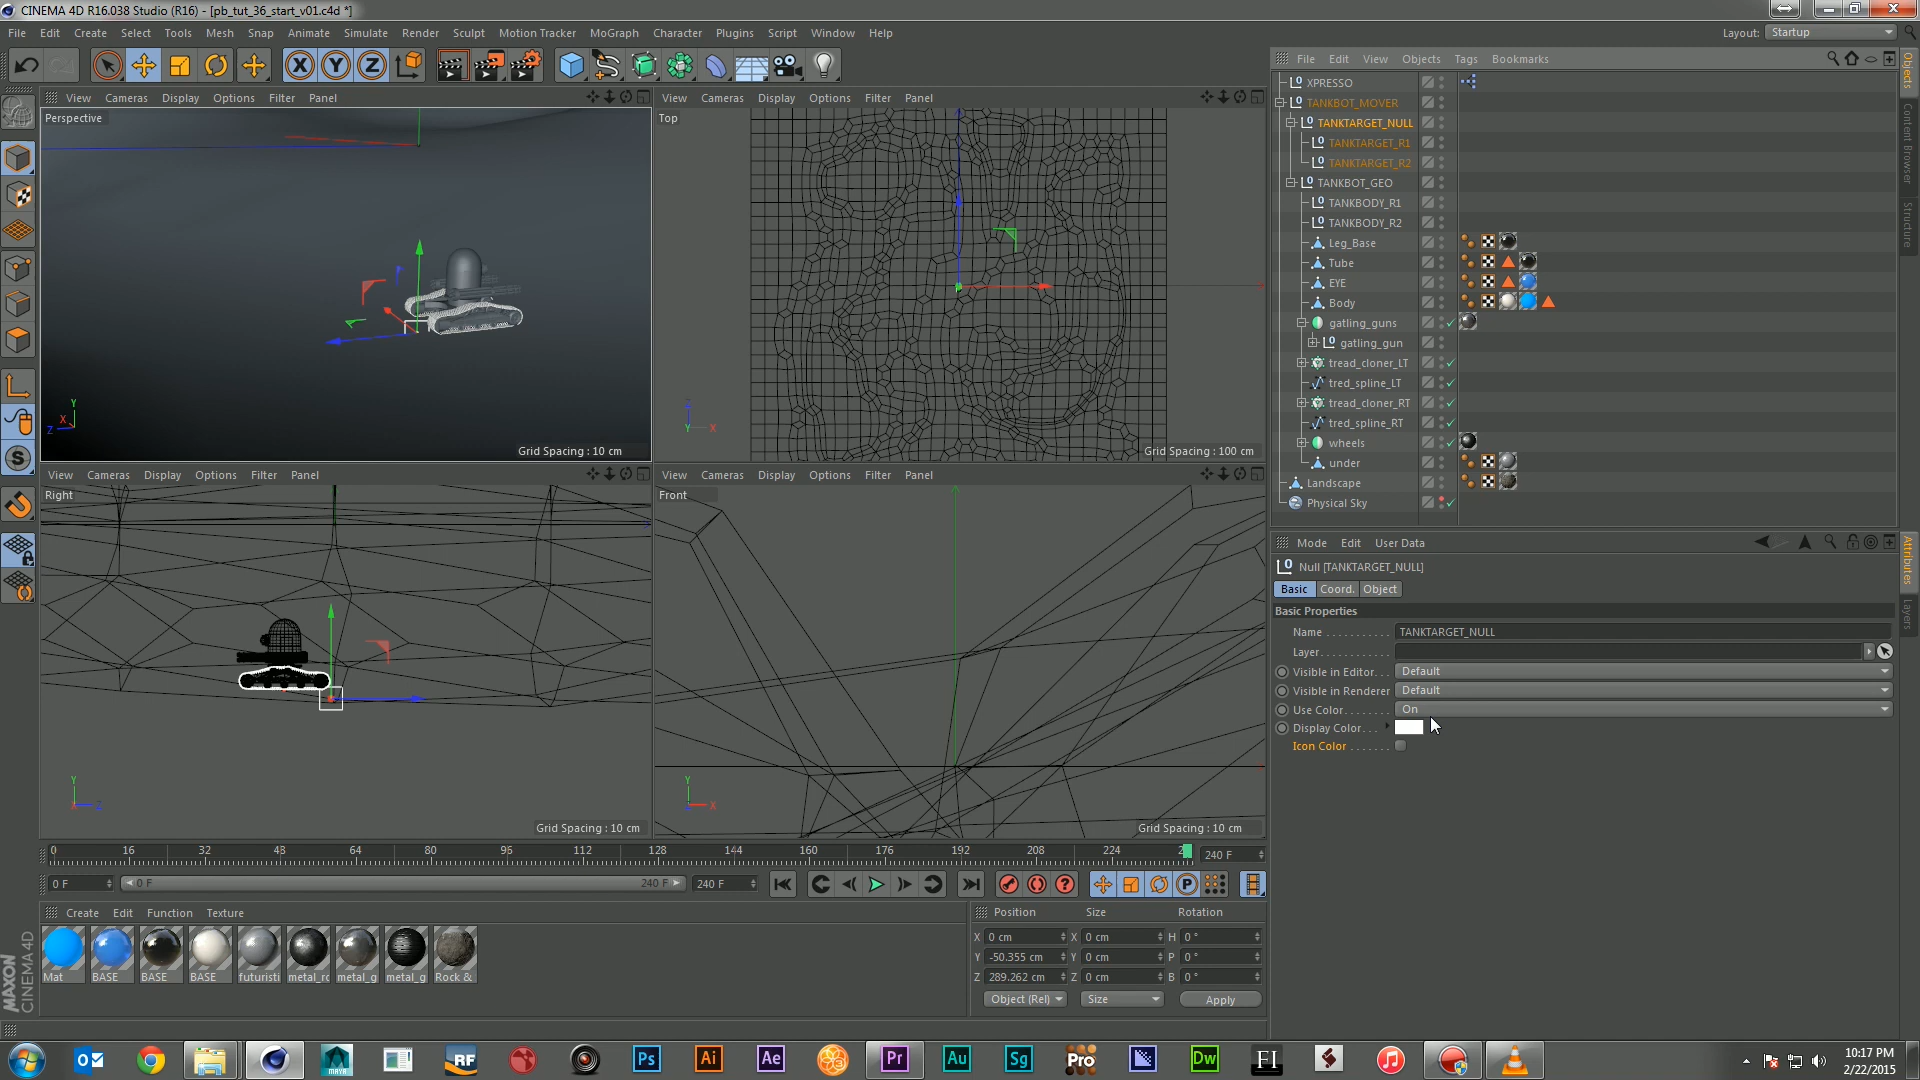 CINEMA 4D R16.038 Studio (R16) - [pb_tut_36_start_v01.c4d *]
File Edit Create Select Tools Mesh Snap Animate Simulate Render Sculpt Motion Tracker MoGraph Character Plugins Script Window Help
Layout: Startup
View Cameras Display Options Filter Panel
Perspective
Grid Spacing : 10 cm
View Cameras Display Options Filter Panel
Top
Grid Spacing : 100 cm
View Cameras Display Options Filter Panel
Right
Grid Spacing : 10 cm
View Cameras Display Options Filter Panel
Front
Grid Spacing : 10 cm
File Edit View Objects Tags Bookmarks
XPRESSO
TANKBOT_MOVER
TANKTARGET_NULL
TANKTARGET_R1
TANKTARGET_R2
TANKBOT_GEO
TANKBODY_R1
TANKBODY_R2
Leg_Base
Tube
EYE
Body
gatling_guns
gatling_gun
tread_cloner_LT
tred_spline_LT
tread_cloner_RT
tred_spline_RT
wheels
under
Landscape
Physical Sky
Objects
Content Browser
Structure
Mode Edit User Data
Null [TANKTARGET_NULL]
Basic Coord. Object
Basic Properties
Name TANKTARGET_NULL
Layer
Visible in Editor Default
Visible in Renderer Default
Use Color On
Display Color
Icon Color
Attributes
Layers
0 16 32 48 64 80 95 112 128 144 160 176 192 208 224 240 F
0 F 0 F 240 F 240 F
Create Edit Function Texture
Mat BASE BASE BASE futuristi metal_rc metal_g metal_g Rock &
Position Size Rotation
X 0 cm X 0 cm H 0 °
Y -50.355 cm Y 0 cm P 0 °
Z 289.262 cm Z 0 cm B 0 °
Object (Rel) Size Apply
MAXON
CINEMA 4D
10:17 PM
2/22/2015